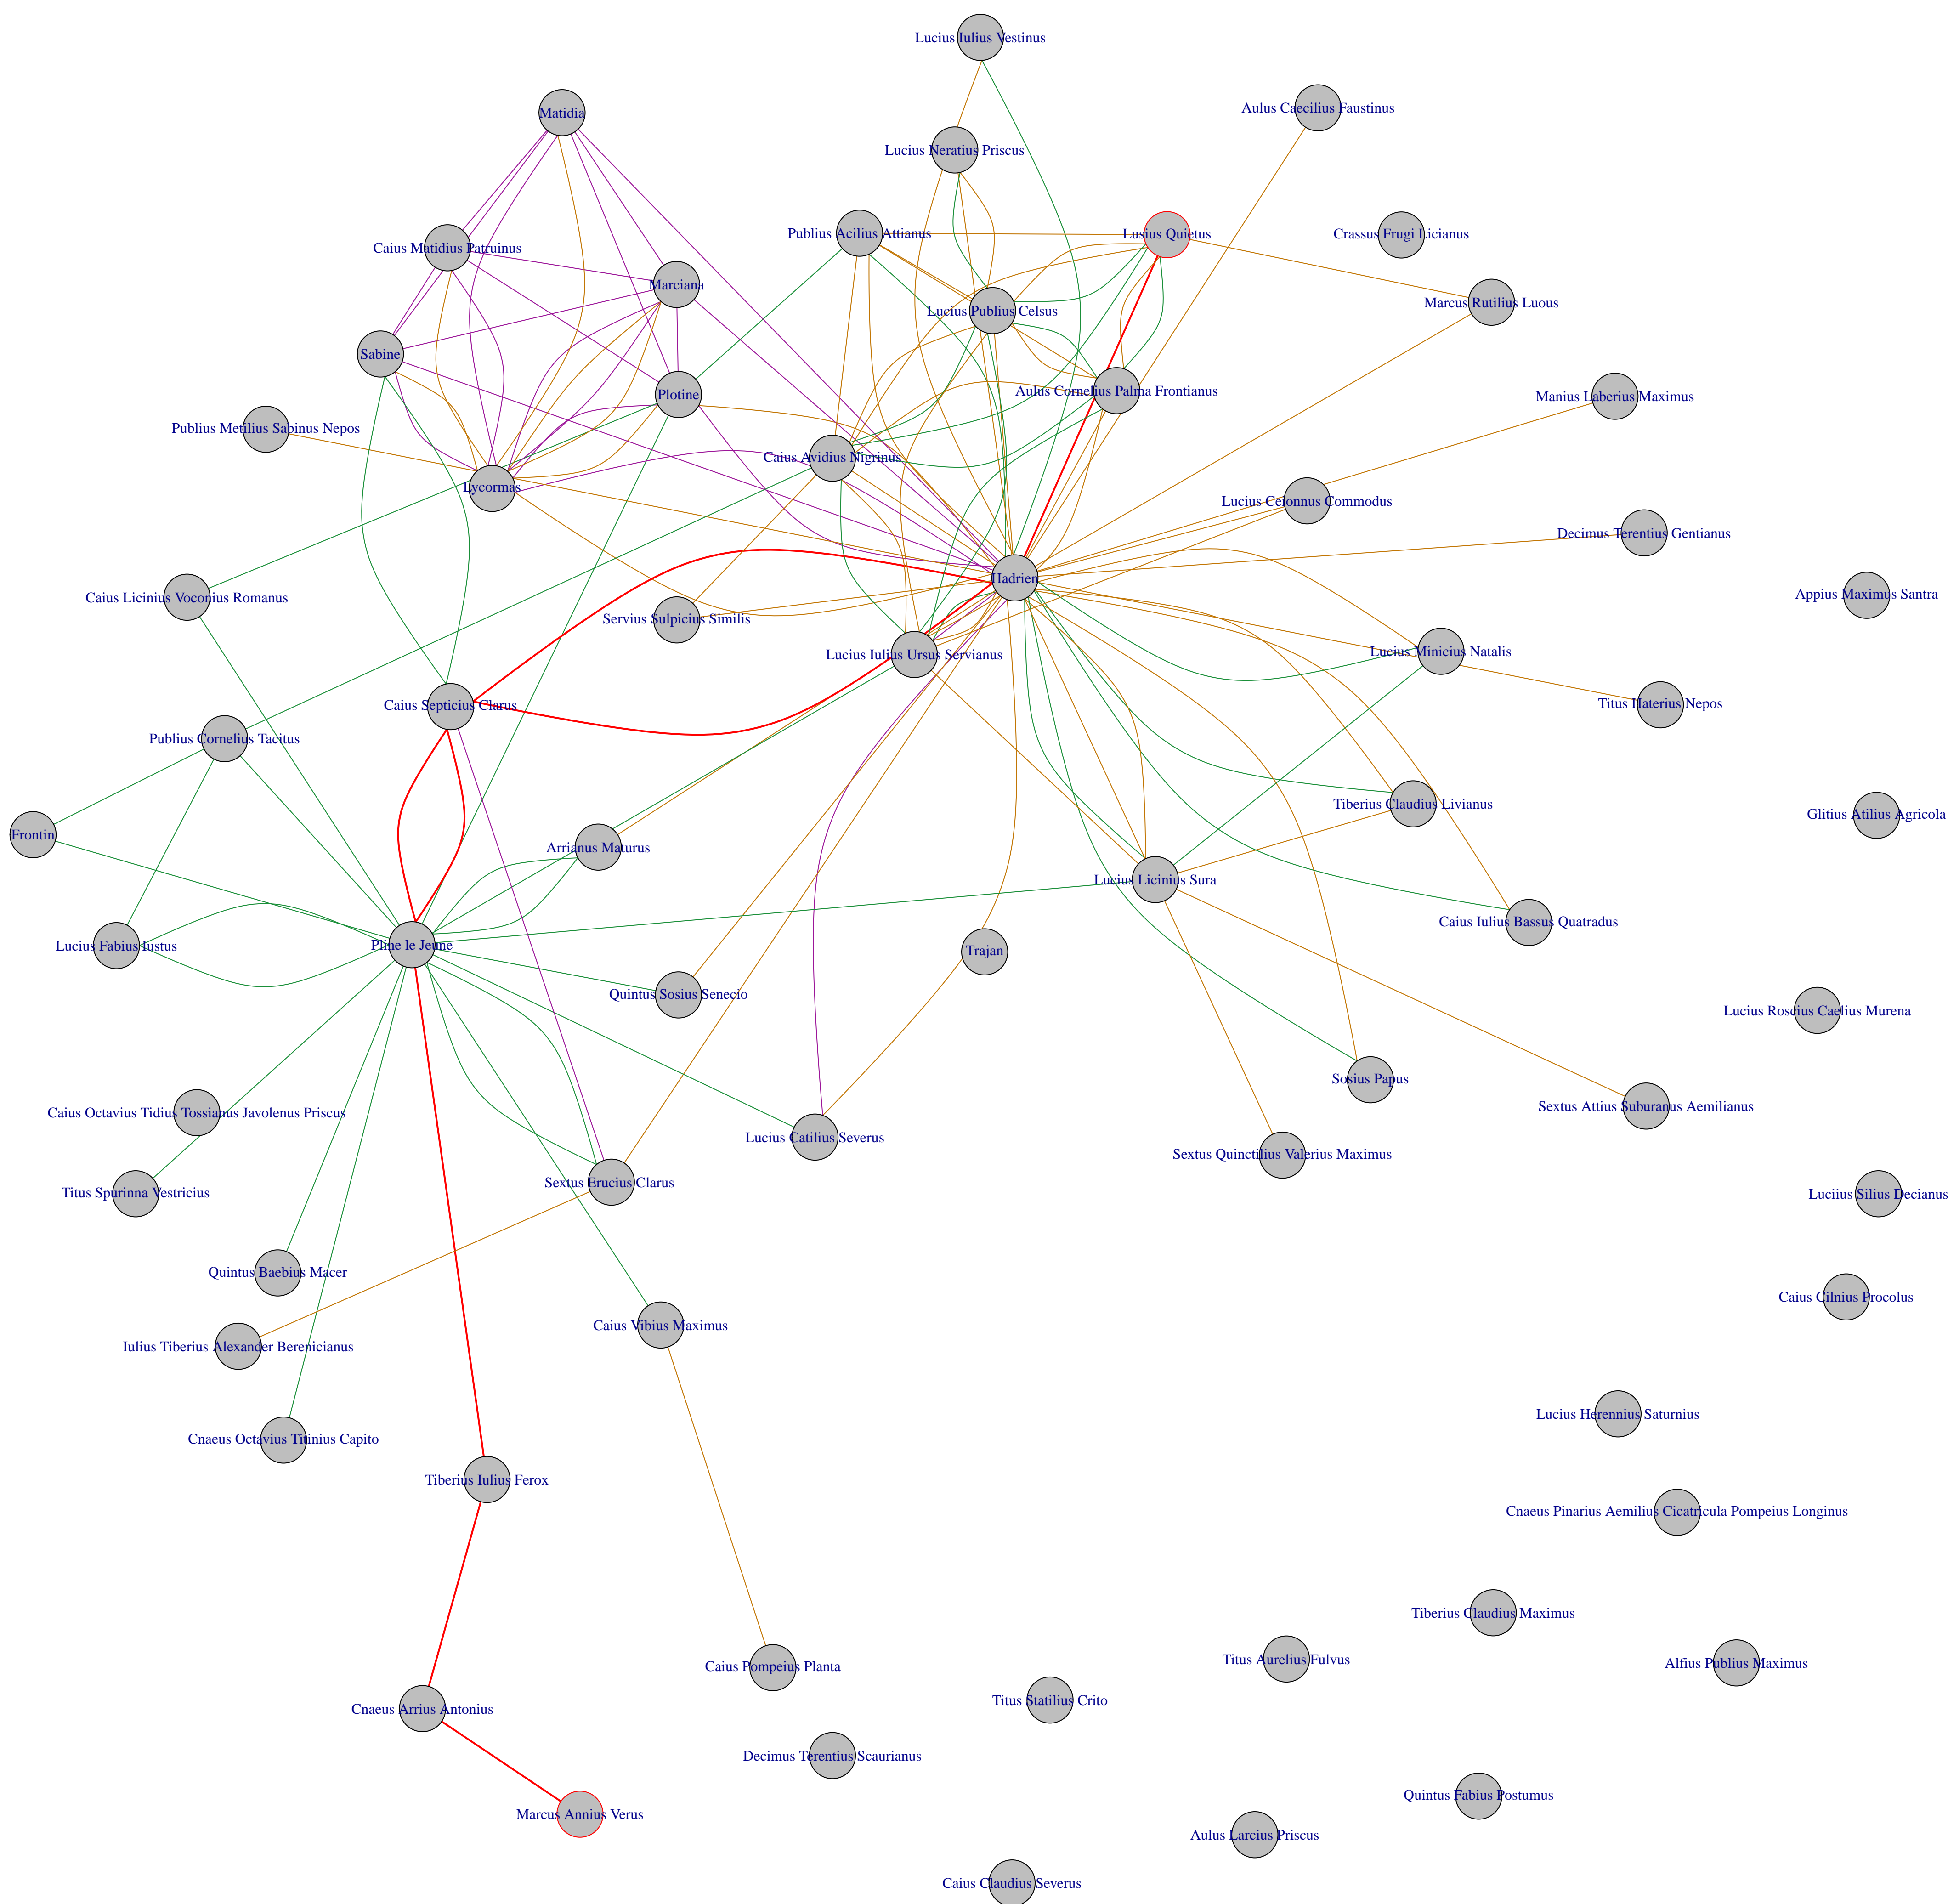 Lucius Iulius Vestinus
Matidia
Aulus Caecilius Faustinus
Lucius Neratius Priscus
Caius Matidius Patruinus
Publius Acilius Attianus
Lusius Quietus
Crassus Frugi Licianus
Marciana
Lucius Publius Celsus
Marcus Rutilius Luous
Sabine
Plotine
Aulus Cornelius Palma Frontianus
Manius Laberius Maximus
Publius Metilius Sabinus Nepos
Caius Avidius Nigrinus
Lycormas
Lucius Ceionnus Commodus
Decimus Terentius Gentianus
Hadrien
Caius Licinius Voconius Romanus
Appius Maximus Santra
Servius Sulpicius Similis
Lucius Iulius Ursus Servianus
Lucius Minicius Natalis
Caius Septicius Clarus
Titus Haterius Nepos
Publius Cornelius Tacitus
Tiberius Claudius Livianus
Glitius Atilius Agricola
Frontin
Arrianus Maturus
Lucius Licinius Sura
Caius Iulius Bassus Quatradus
Lucius Fabius Iustus
Pline le Jeune
Trajan
Quintus Sosius Senecio
Lucius Roscius Caelius Murena
Sosius Papus
Caius Octavius Tidius Tossianus Javolenus Priscus
Sextus Attius Suburanus Aemilianus
Lucius Catilius Severus
Sextus Quinctilius Valerius Maximus
Sextus Erucius Clarus
Titus Spurinna Vestricius
Luciius Silius Decianus
Quintus Baebius Macer
Caius Cilnius Procolus
Caius Vibius Maximus
Iulius Tiberius Alexander Berenicianus
Lucius Herennius Saturnius
Cnaeus Octavius Titinius Capito
Tiberius Iulius Ferox
Cnaeus Pinarius Aemilius Cicatricula Pompeius Longinus
Tiberius Claudius Maximus
Titus Aurelius Fulvus
Alfius Publius Maximus
Caius Pompeius Planta
Titus Statilius Crito
Cnaeus Arrius Antonius
Decimus Terentius Scaurianus
Quintus Fabius Postumus
Marcus Annius Verus
Aulus Larcius Priscus
Caius Claudius Severus